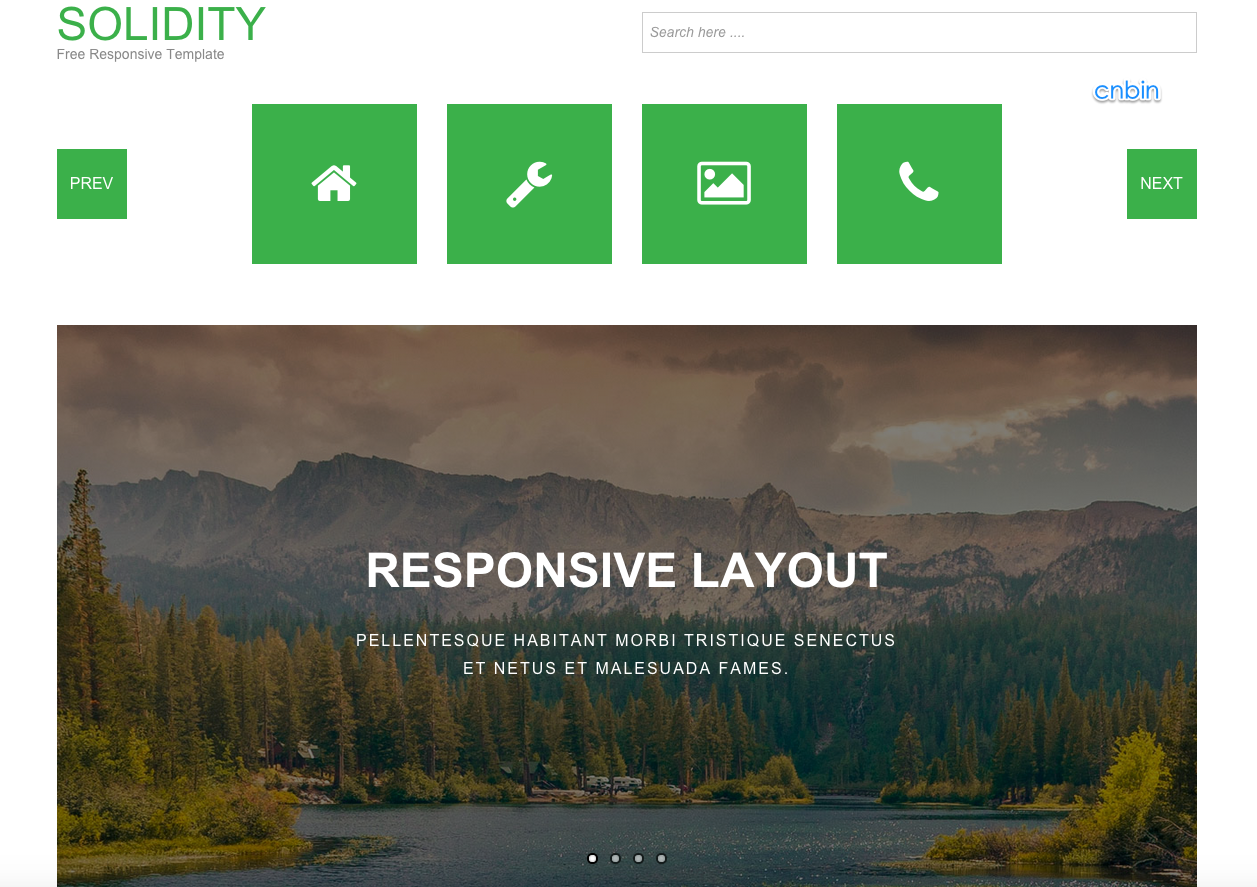 SOLIDITY
Free Responsive Template
Search here ....
cnbin
PREV
NEXT
RESPONSIVE LAYOUT
PELLENTESQUE HABITANT MORBI TRISTIQUE SENECTUS
ET NETUS ET MALESUADA FAMES.